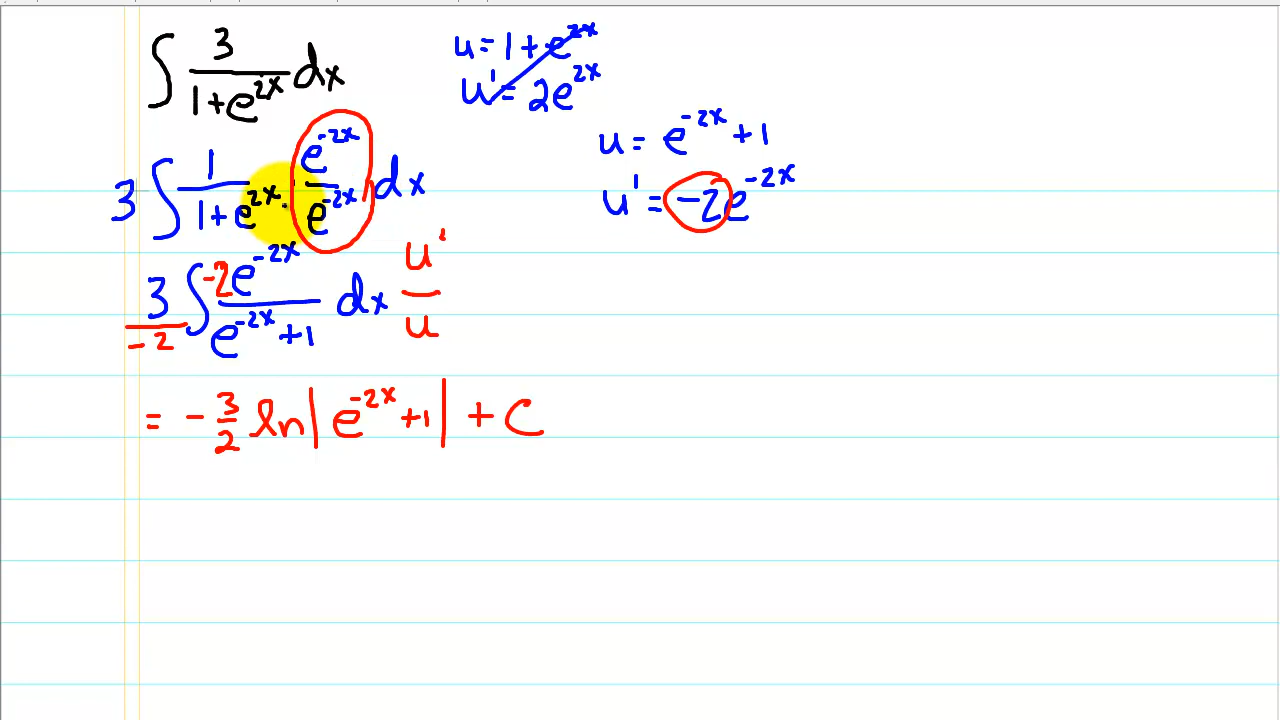 ∫ 3/(1+e^{2x}) dx
u = 1 + e^{2x}
u' = 2e^{2x}
3 ∫ 1/(1+e^{2x}) · e^{-2x}/e^{-2x} dx
u = e^{-2x} + 1
u' = -2e^{-2x}
3/-2 ∫ -2e^{-2x}/(e^{-2x}+1) dx u'/u
= -3/2 ln|e^{-2x}+1| + C